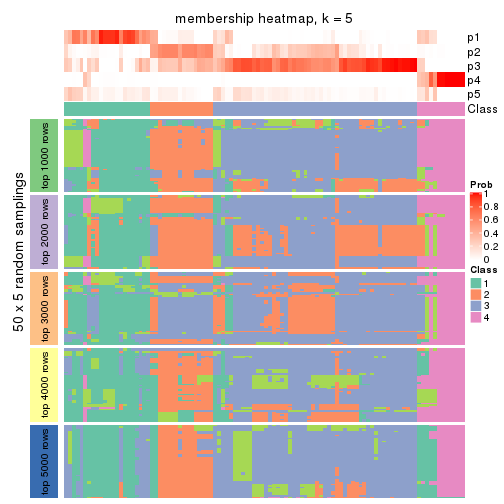 membership heatmap, k = 5
p1
p2
p3
p4
p5
Class
50 x 5 random samplings
top 1000 rows
top 2000 rows
top 3000 rows
top 4000 rows
top 5000 rows
Prob
1
0.8
0.6
0.4
0.2
0
Class
1
2
3
4